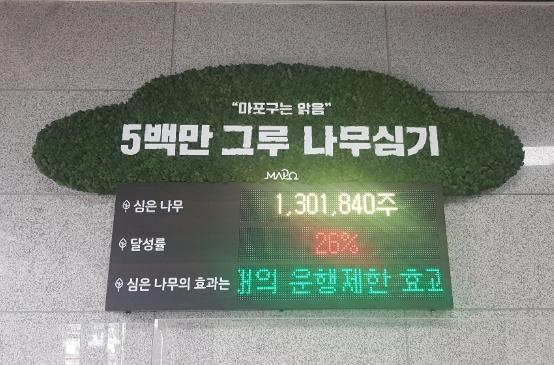 “마포구는 맑음”
5백만 그루 나무심기
MAPO
심은 나무 1,301,840주
달성률 26%
심은 나무의 효과는 의 운행제한 효과